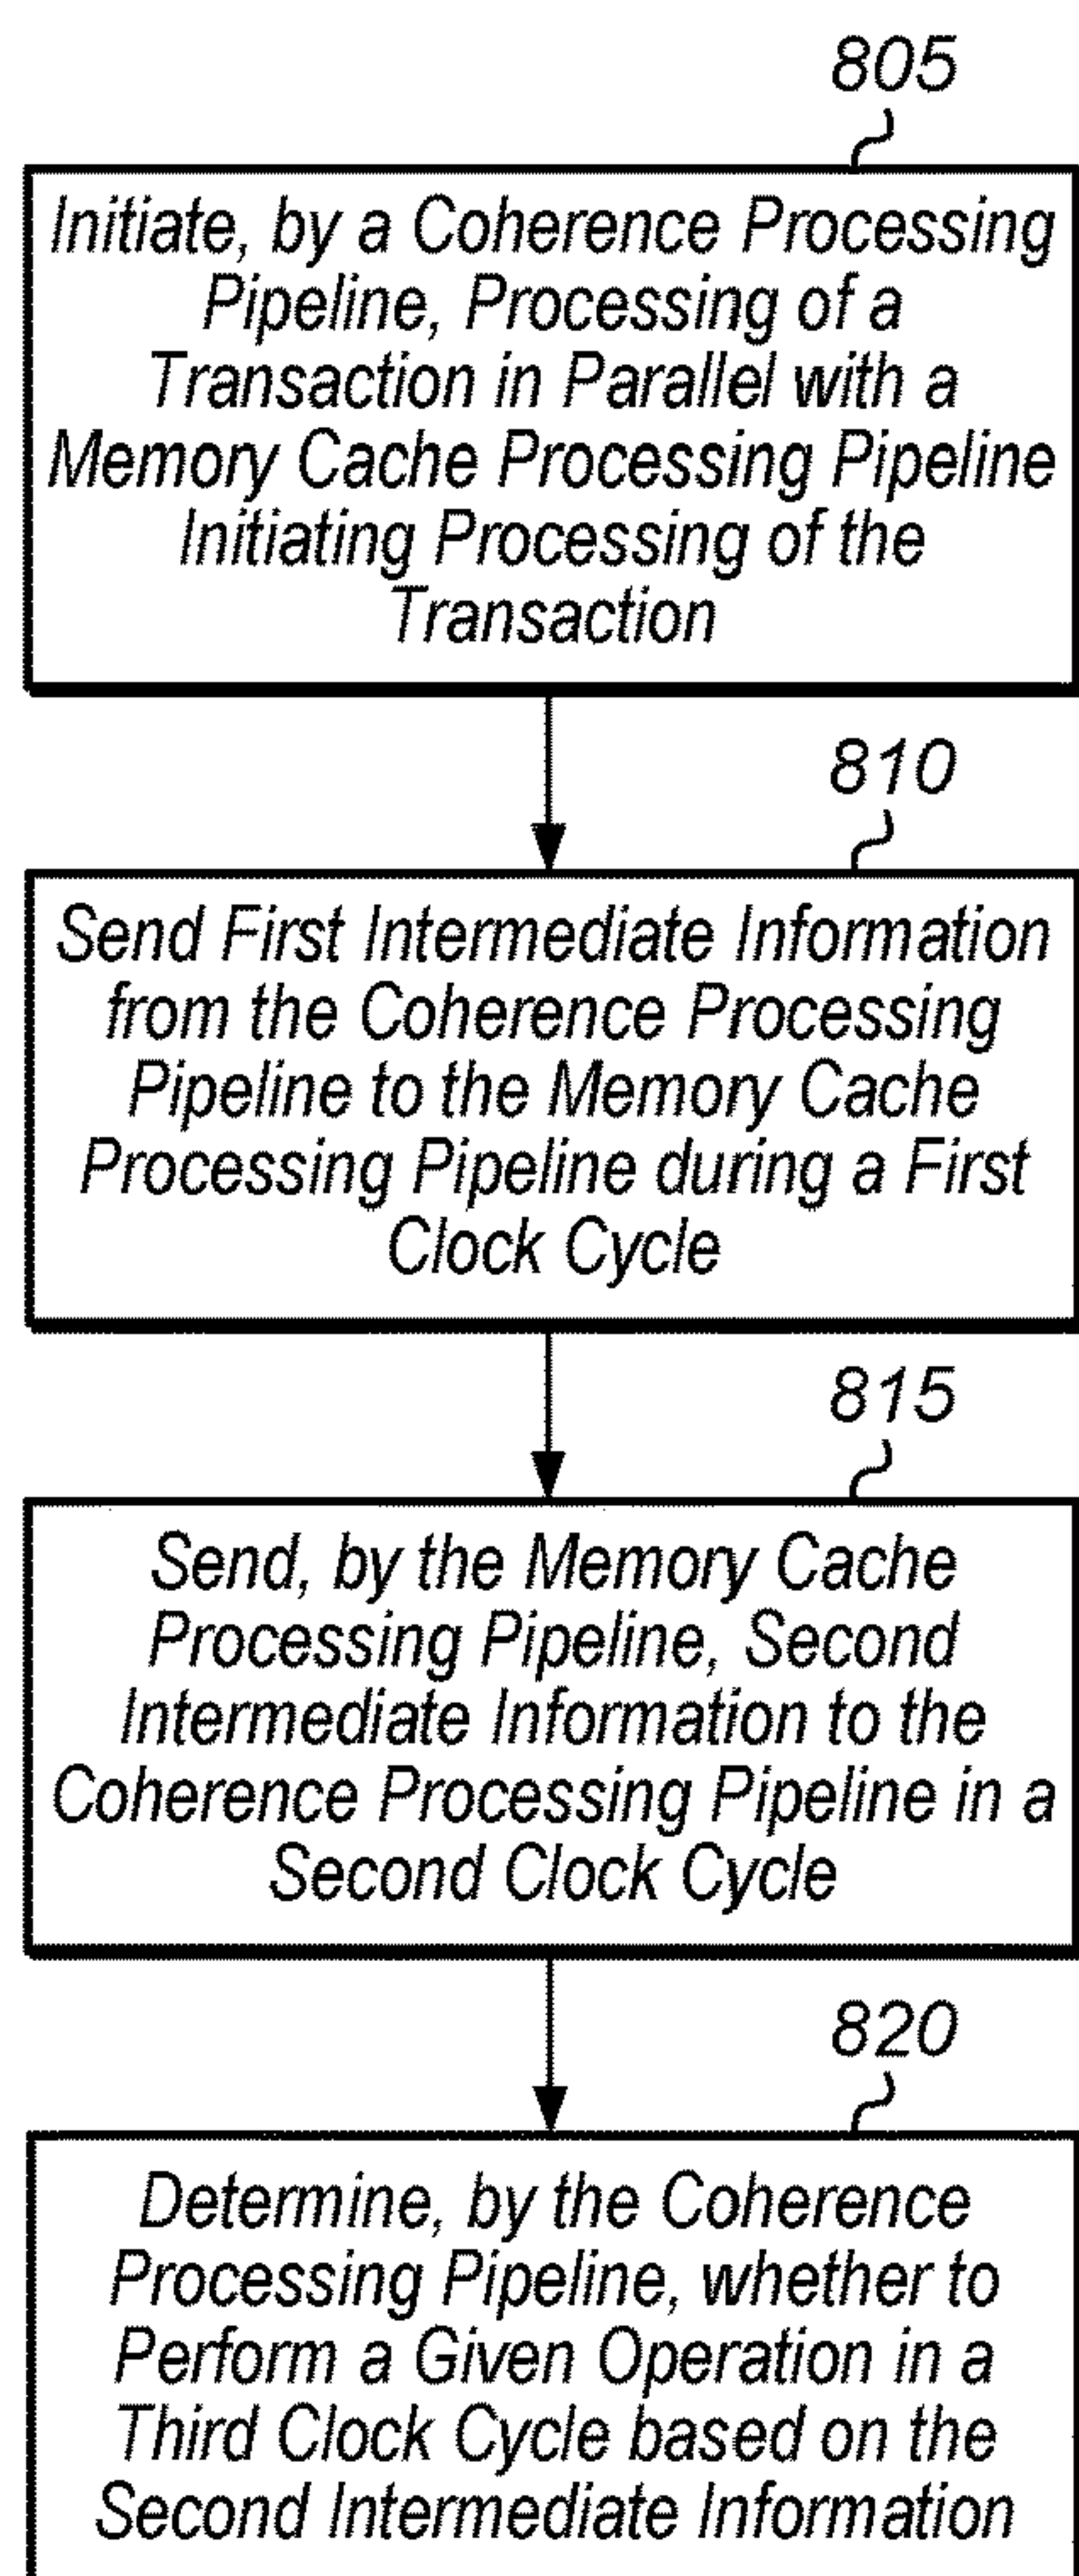 805
Initiate, by a Coherence Processing
Pipeline, Processing of a
Transaction in Parallel with a
Memory Cache Processing Pipeline
Initiating Processing of the
Transaction
810
Send First Intermediate Information
from the Coherence Processing
Pipeline to the Memory Cache
Processing Pipeline during a First
Clock Cycle
815
Send, by the Memory Cache
Processing Pipeline, Second
Intermediate Information to the
Coherence Processing Pipeline in a
Second Clock Cycle
820
Determine, by the Coherence
Processing Pipeline, whether to
Perform a Given Operation in a
Third Clock Cycle based on the
Second Intermediate Information